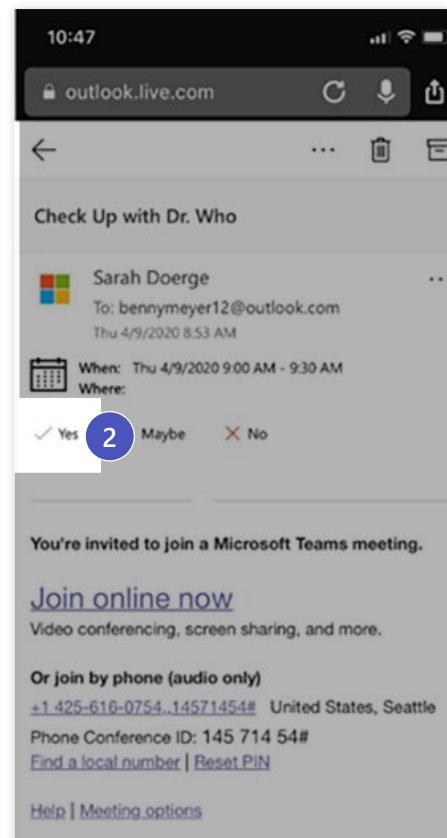 10:47
outlook.live.com
Check Up with Dr. Who
Sarah Doerge
To: bennymeyer12@outlook.com
Thu 4/9/2020 8:53 AM
When: Thu 4/9/2020 9:00 AM - 9:30 AM
Where:
Yes 2 Maybe No
You're invited to join a Microsoft Teams meeting.
Join online now
Video conferencing, screen sharing, and more.
Or join by phone (audio only)
+1 425-616-0754,,14571454# United States, Seattle
Phone Conference ID: 145 714 54#
Find a local number | Reset PIN
Help | Meeting options